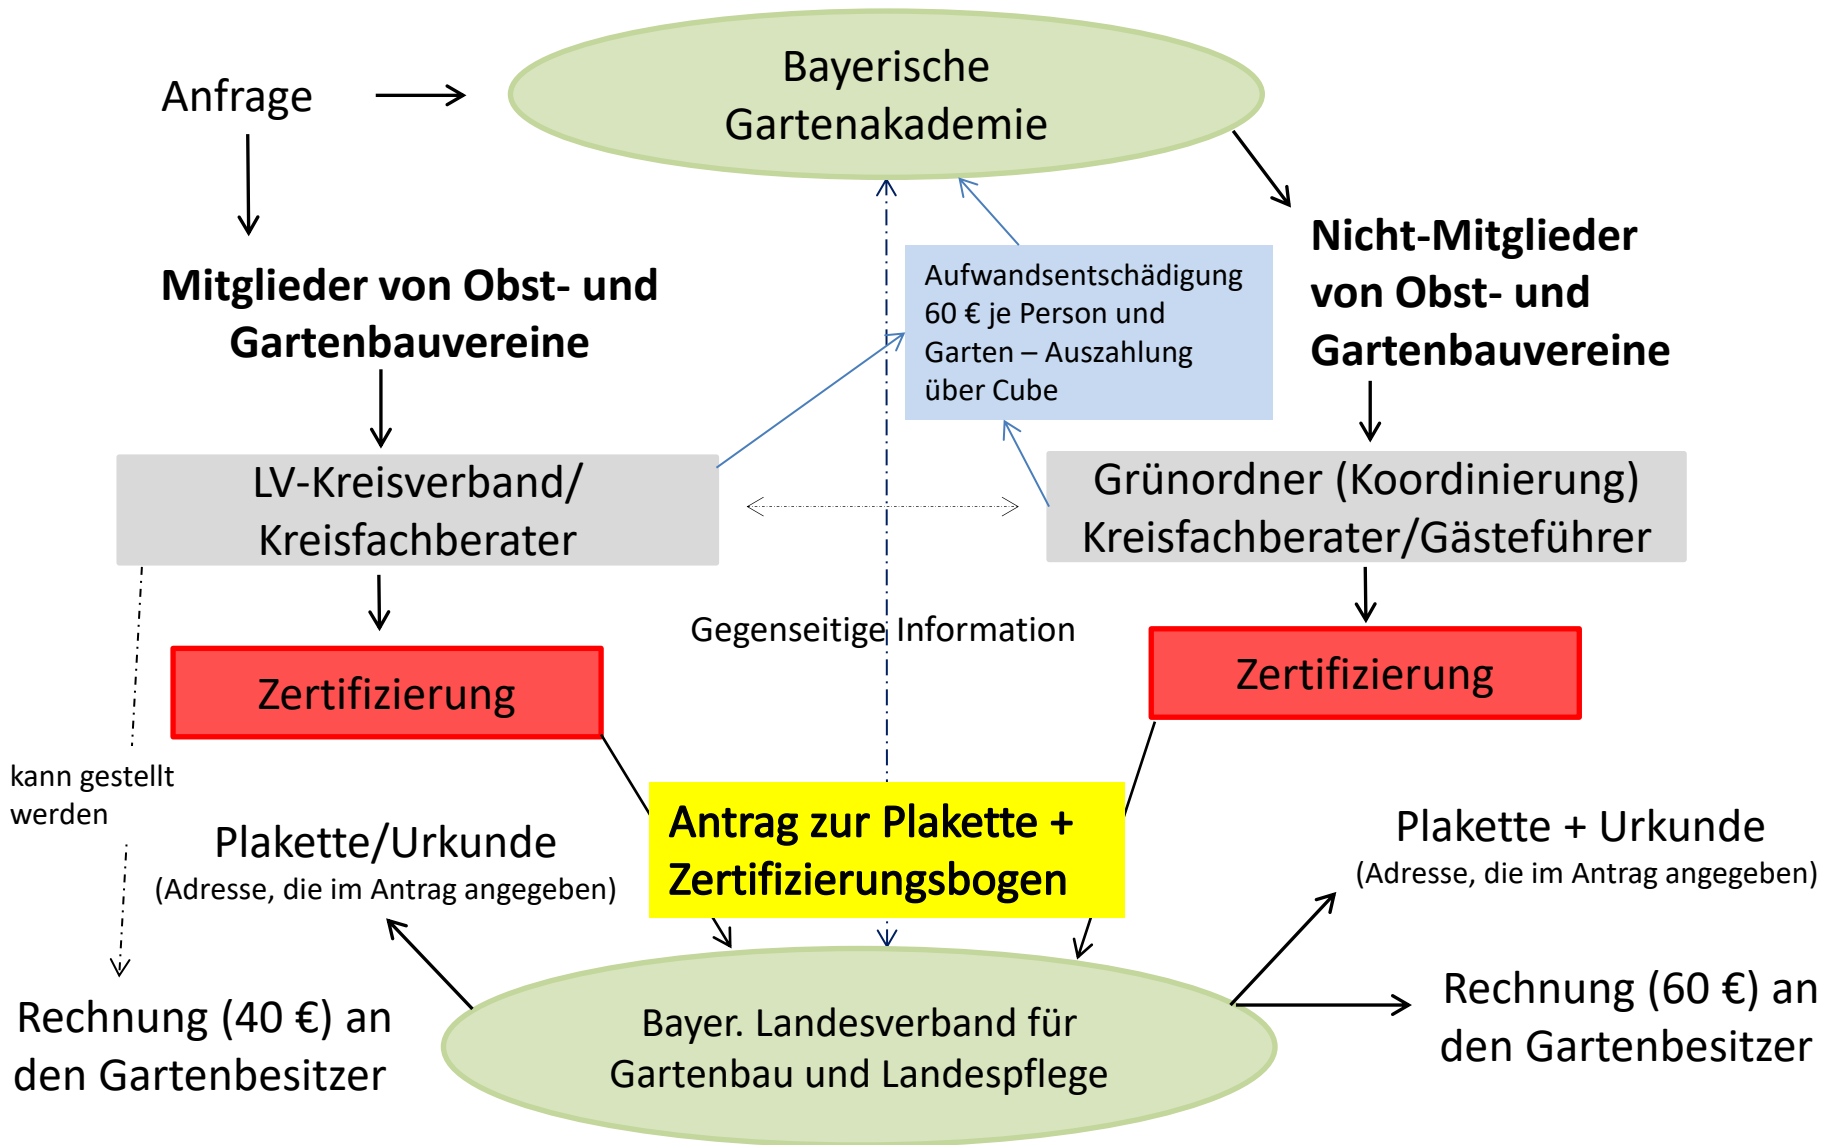 Anfrage
Bayerische
Gartenakademie
Mitglieder von Obst- und
Gartenbauvereine
Aufwandsentschädigung
60 € je Person und
Garten – Auszahlung
über Cube
Nicht-Mitglieder
von Obst- und
Gartenbauvereine
LV-Kreisverband/
Kreisfachberater
Grünordner (Koordinierung)
Kreisfachberater/Gästeführer
Gegenseitige Information
Zertifizierung
Zertifizierung
kann gestellt
werden
Plakette/Urkunde
(Adresse, die im Antrag angegeben)
Antrag zur Plakette +
Zertifizierungsbogen
Plakette + Urkunde
(Adresse, die im Antrag angegeben)
Rechnung (40 €) an
den Gartenbesitzer
Bayer. Landesverband für
Gartenbau und Landespflege
Rechnung (60 €) an
den Gartenbesitzer